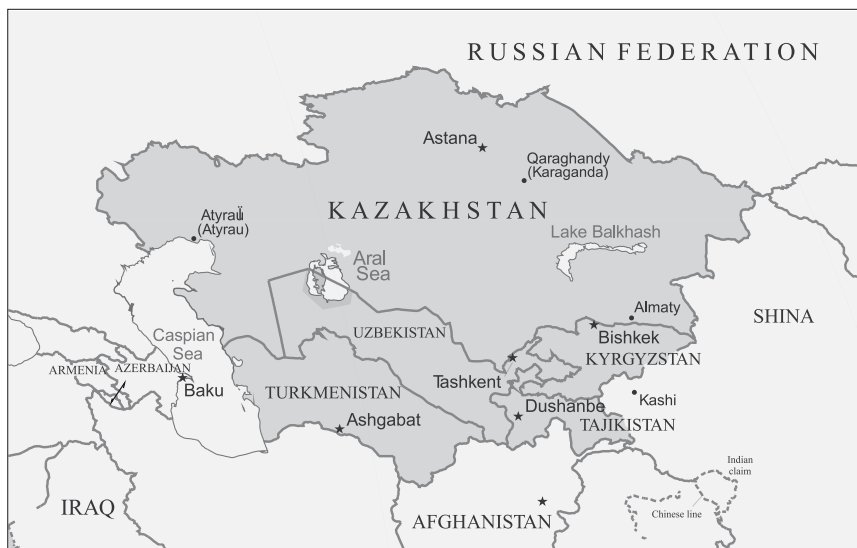 RUSSIAN FEDERATION
Astana
Qaraghandy
(Karaganda)
Atyraü
(Atyrau)
KAZAKHSTAN
Lake Balkhash
Aral
Sea
Almaty
SHINA
Caspian
Sea
UZBEKISTAN
Bishkek
KYRGYZSTAN
ARMENIA
AZERBAIJAN
Baku
TURKMENISTAN
Tashkent
Kashi
Dushanbe
TAJIKISTAN
Ashgabat
Indian
claim
IRAQ
Chinese line
AFGHANISTAN